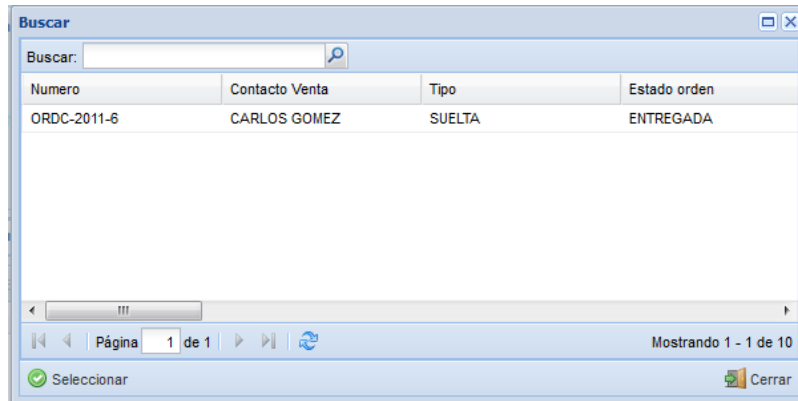 Buscar
Buscar:
Numero Contacto Venta Tipo Estado orden
ORDC-2011-6 CARLOS GOMEZ SUELTA ENTREGADA
Página 1 de 1 Mostrando 1 - 1 de 10
Seleccionar Cerrar